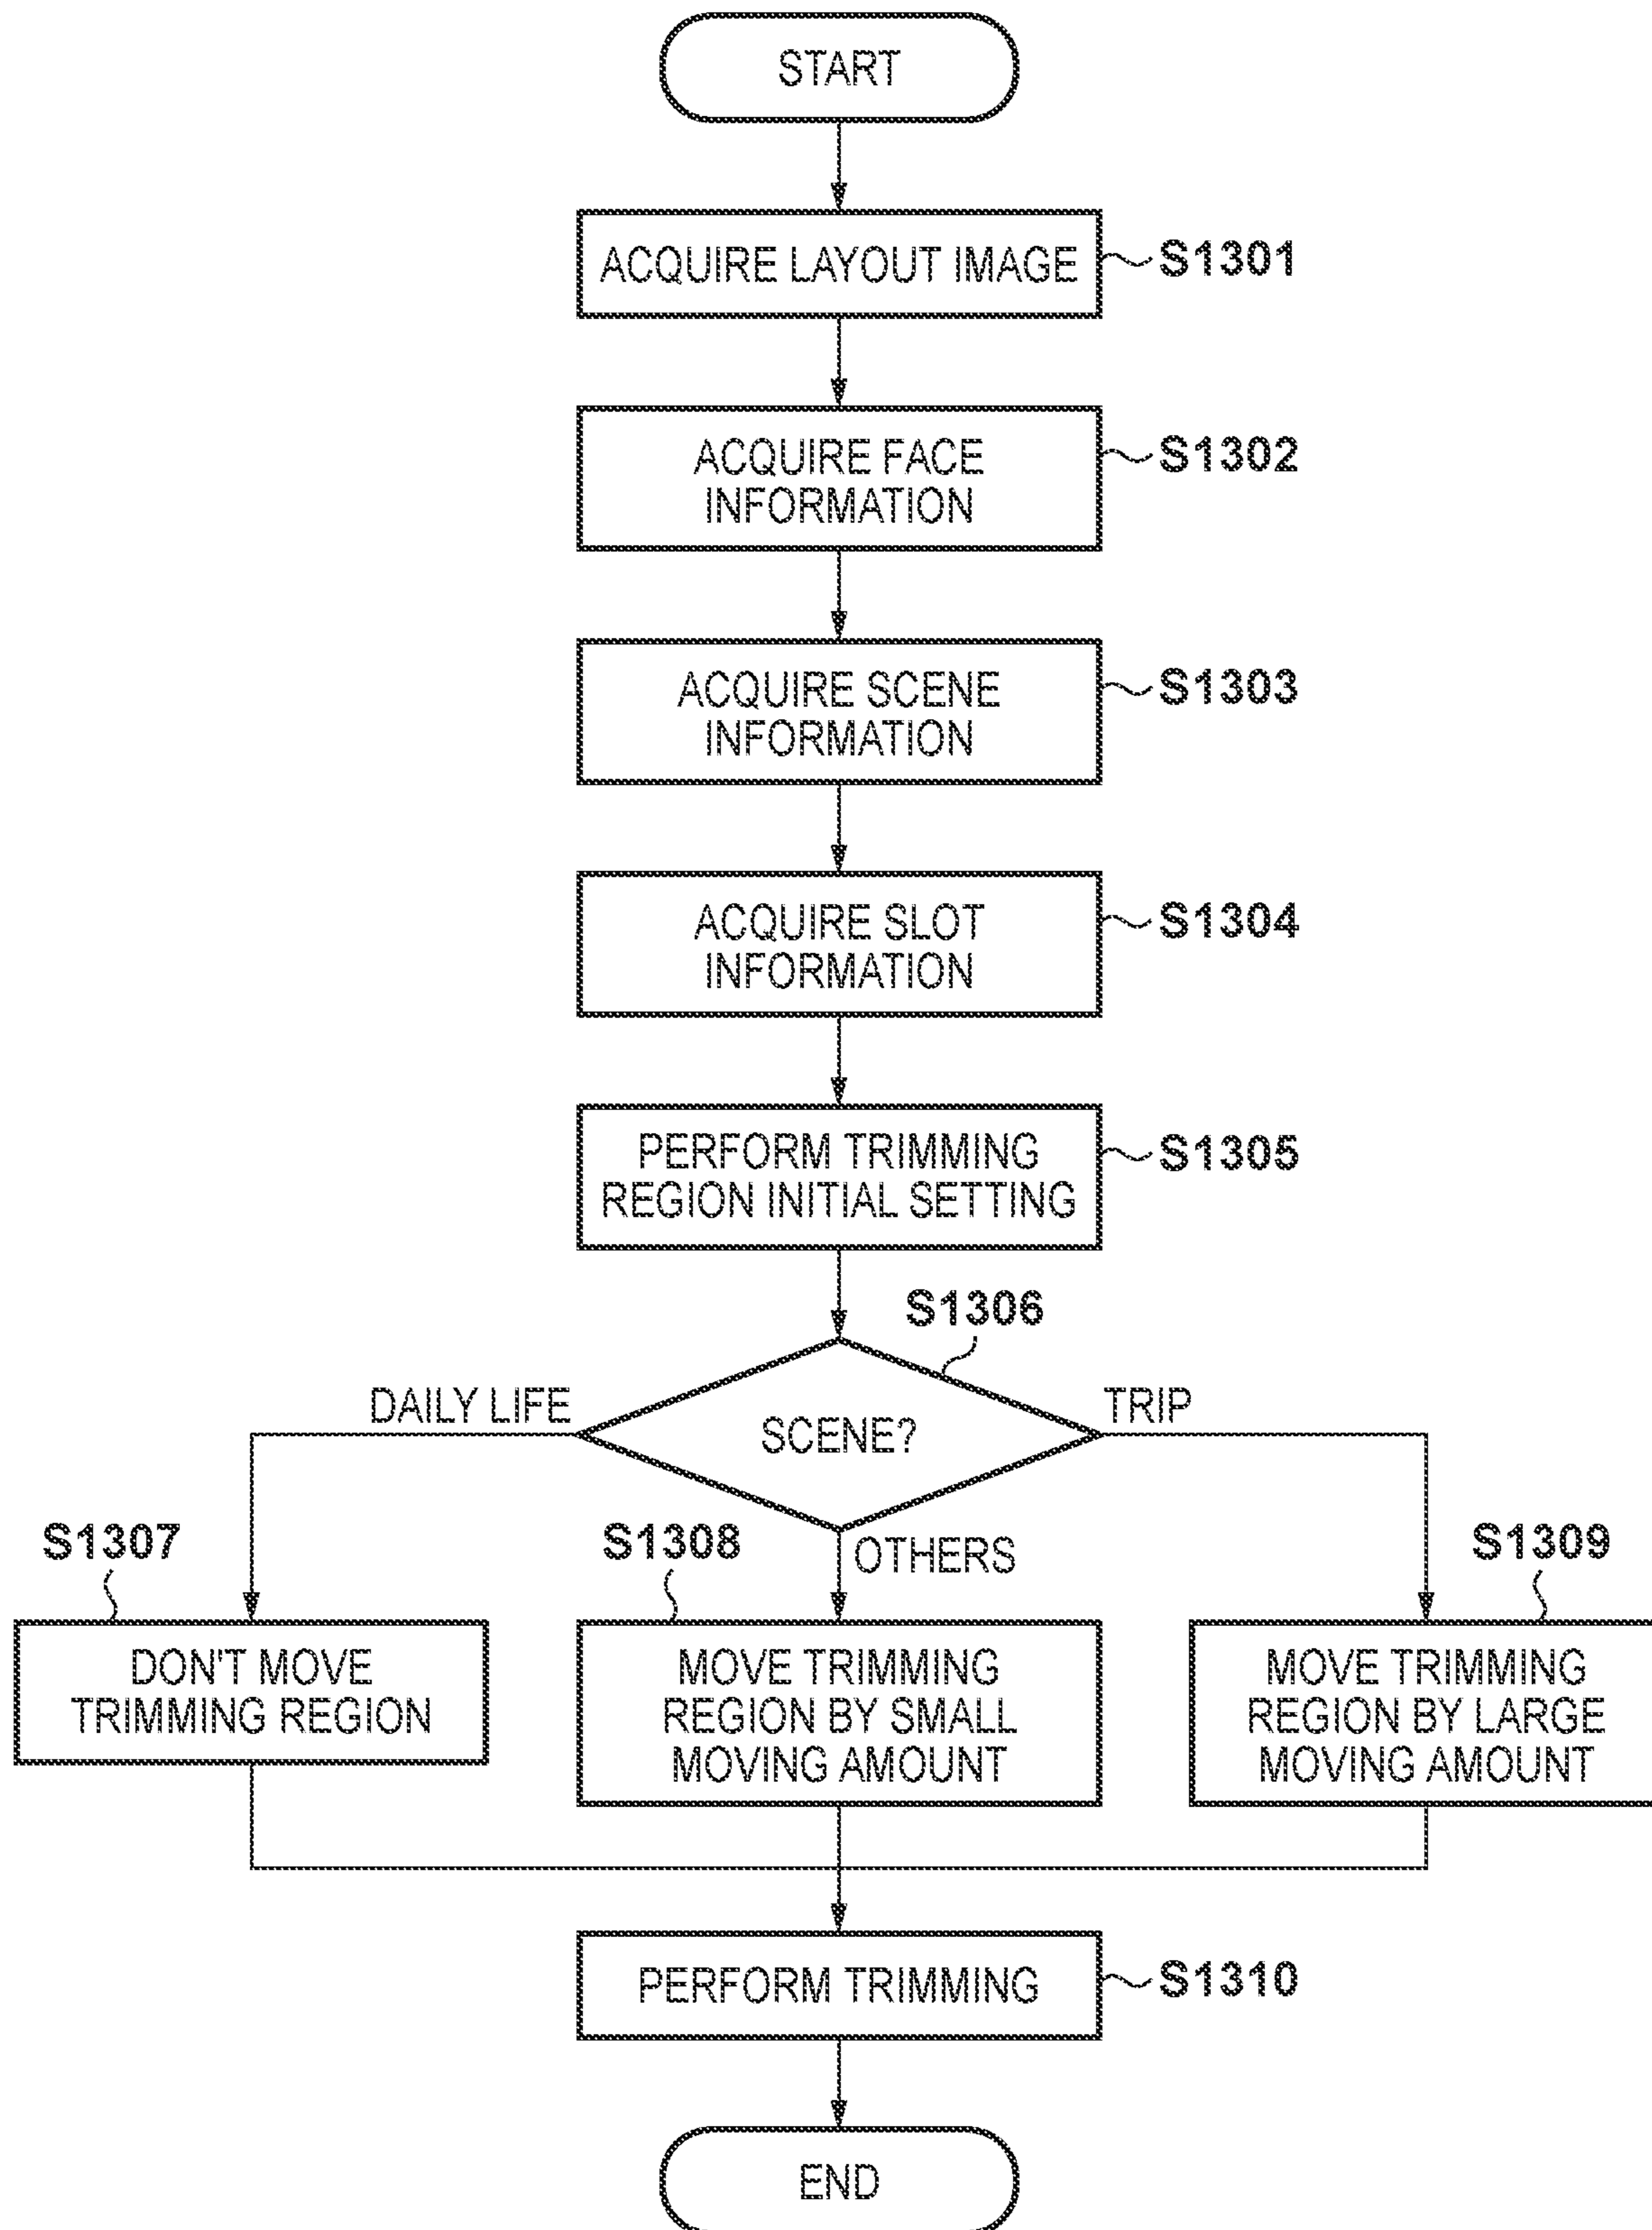 START
ACQUIRE LAYOUT IMAGE
S1301
ACQUIRE FACE
INFORMATION
S1302
ACQUIRE SCENE
INFORMATION
S1303
ACQUIRE SLOT
INFORMATION
S1304
PERFORM TRIMMING
REGION INITIAL SETTING
S1305
S1306
DAILY LIFE
SCENE?
TRIP
OTHERS
S1307
DON'T MOVE
TRIMMING REGION
S1308
MOVE TRIMMING
REGION BY SMALL
MOVING AMOUNT
S1309
MOVE TRIMMING
REGION BY LARGE
MOVING AMOUNT
PERFORM TRIMMING
S1310
END